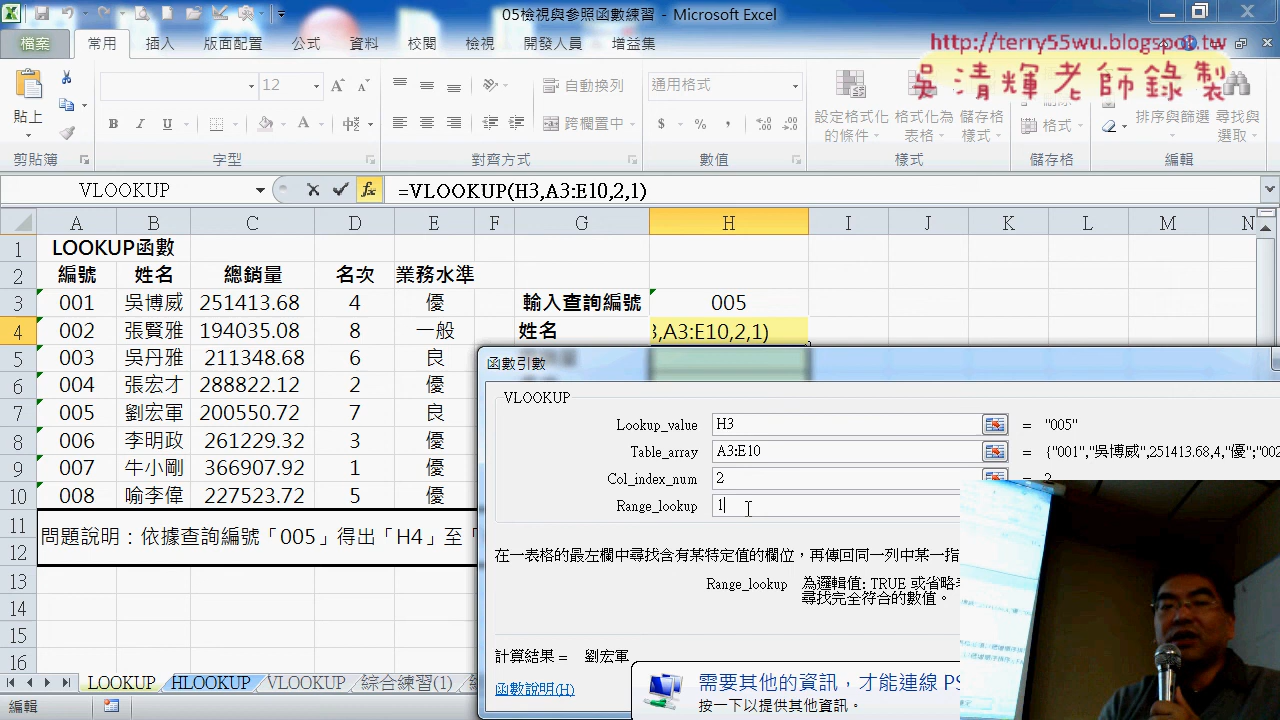 05檢視與參照函數練習 - Microsoft Excel
檔案 常用 插入 版面配置 公式 資料 校閱 檢視 開發人員 增益集
http://terry55wu.blogspot.tw
吳清輝老師錄製
貼上
12
B I U
自動換列
跨欄置中
通用格式
$ % ,
設定格式化的條件
格式化為表格
儲存格樣式
格式
排序與篩選
尋找與選取
剪貼簿 字型 對齊方式 數值 樣式 儲存格 編輯
VLOOKUP =VLOOKUP(H3,A3:E10,2,1)
A B C D E F G H I J K L M N
1 LOOKUP函數
2 編號 姓名 總銷量 名次 業務水準
3 001 吳博威 251413.68 4 優 輸入查詢編號 005
4 002 張賢雅 194035.08 8 一般 姓名 3,A3:E10,2,1)
5 003 吳丹雅 211348.68 6 良
6 004 張宏才 288822.12 2 優
7 005 劉宏軍 200550.72 7 良
8 006 李明政 261229.32 3 優
9 007 牛小剛 366907.92 1 優
10 008 喻李偉 227523.72 5 優
11 問題說明：依據查詢編號「005」得出「H4」至「
12
13
14
15
16
函數引數
VLOOKUP
Lookup_value H3 = "005"
Table_array A3:E10 = {"001","吳博威",251413.68,4,"優";"002
Col_index_num 2 = 2
Range_lookup 1
在一表格的最左欄中尋找含有某特定值的欄位，再傳回同一列中某一指
Range_lookup 為邏輯值: TRUE 或省略
尋找完全符合的數值。
計算結果 = 劉宏軍
函數說明(H)
需要其他的資訊，才能連線 PS
按一下以提供其他資訊。
LOOKUP HLOOKUP VLOOKUP 綜合練習(1)
編輯